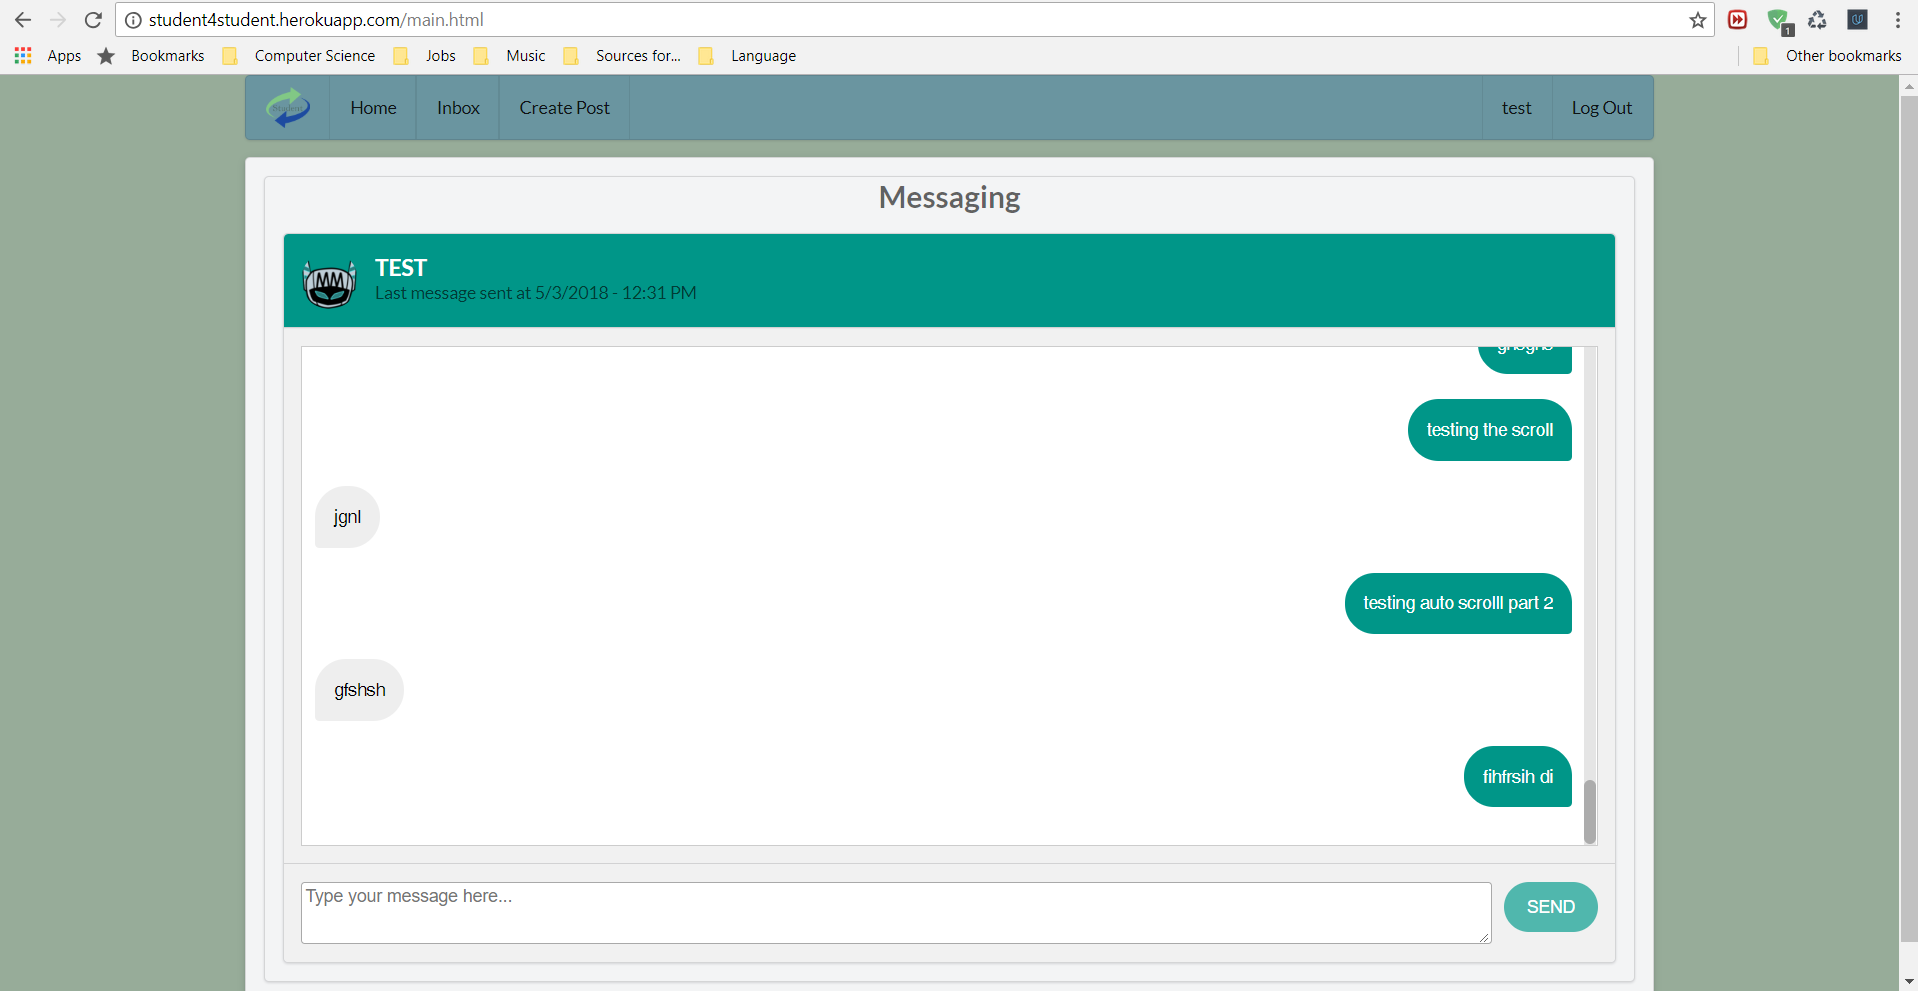 student4student.herokuapp.com/main.html
1
Apps Bookmarks Computer Science Jobs Music Sources for... Language Other bookmarks
Student Home Inbox Create Post test Log Out
Messaging
TEST
Last message sent at 5/3/2018 - 12:31 PM
testing the scroll
jgnl
testing auto scrolll part 2
gfshsh
fihfrsih di
Type your message here...
SEND